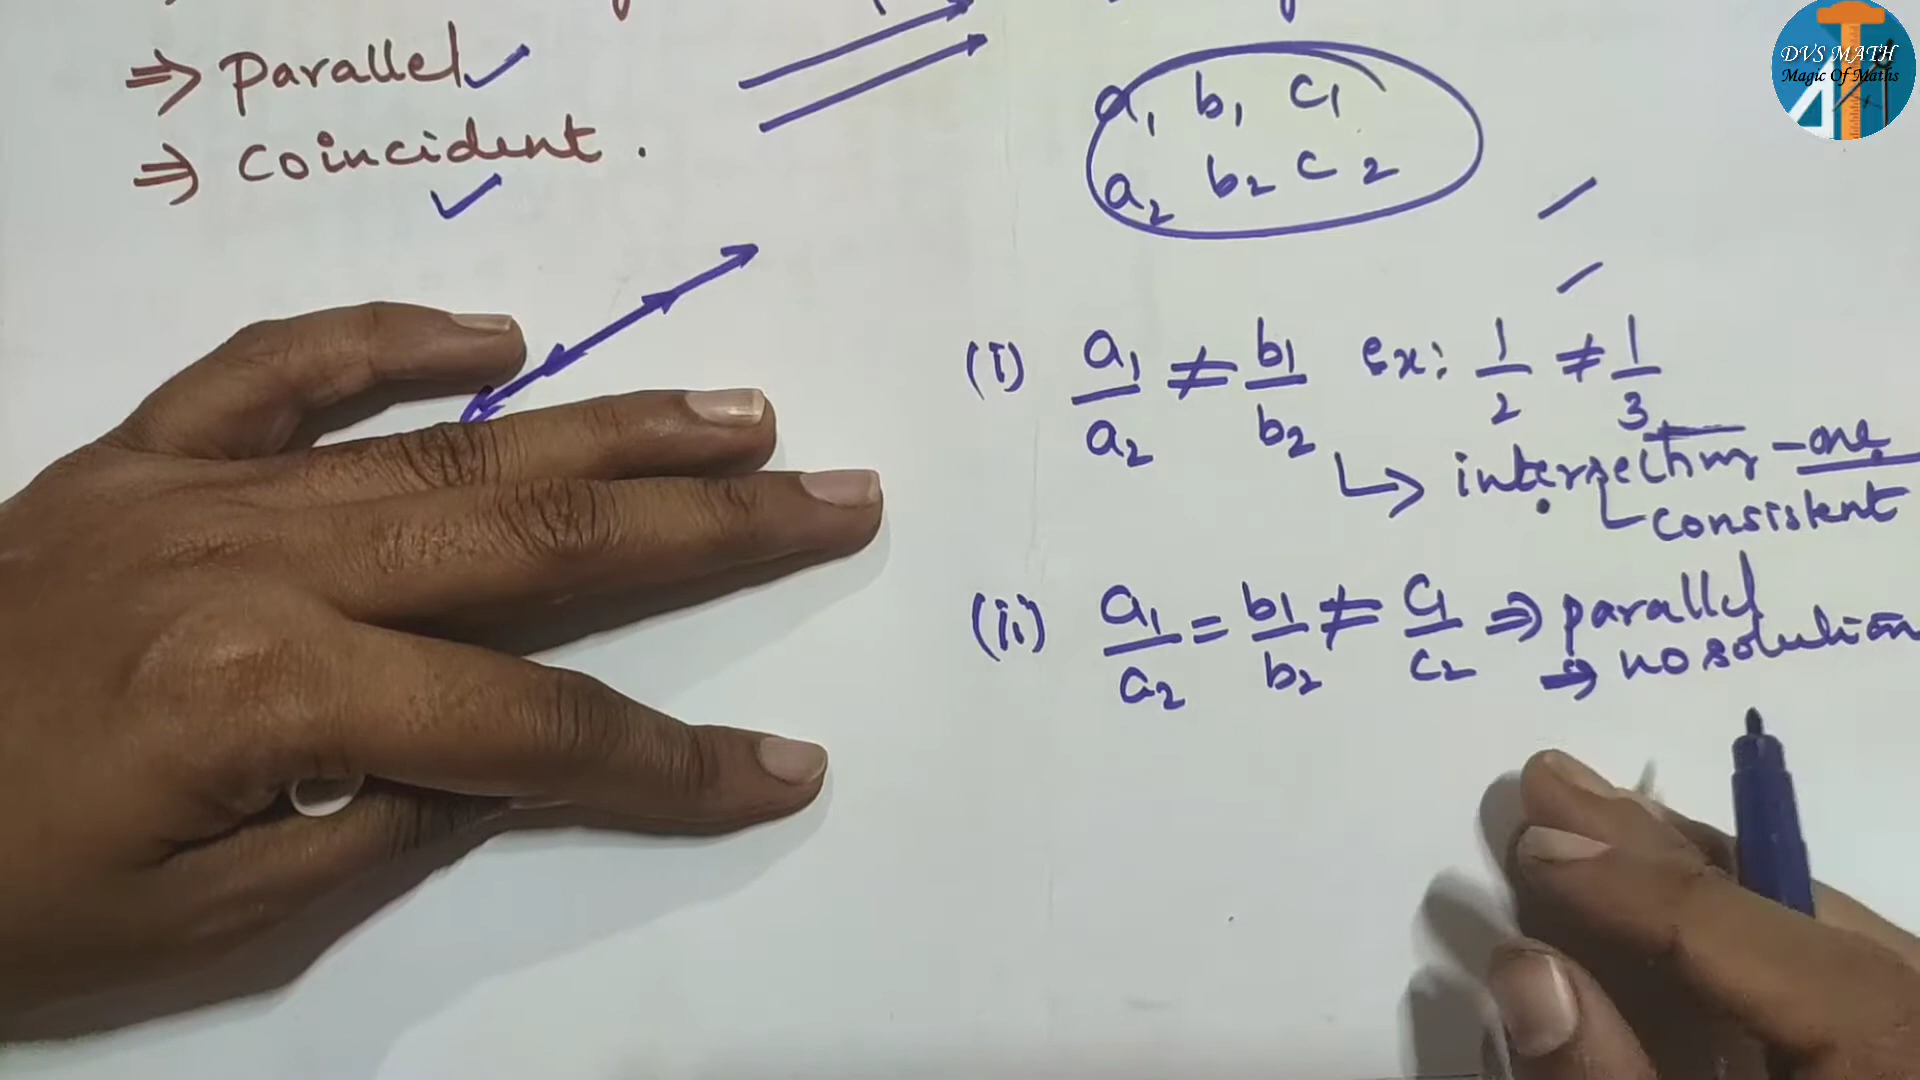 ⇒ parallel ✓
⇒ Coincident .
✓
a₁ b₁ c₁
a₂ b₂ c₂
(i) a₁/a₂ ≠ b₁/b₂ ex: 1/2 ≠ 1/3
↳ intersecting - one
consistent
(ii) a₁/a₂ = b₁/b₂ ≠ c₁/c₂ ⇒ parallel
⇒ no solution
DVS MATH
Magic Of Maths